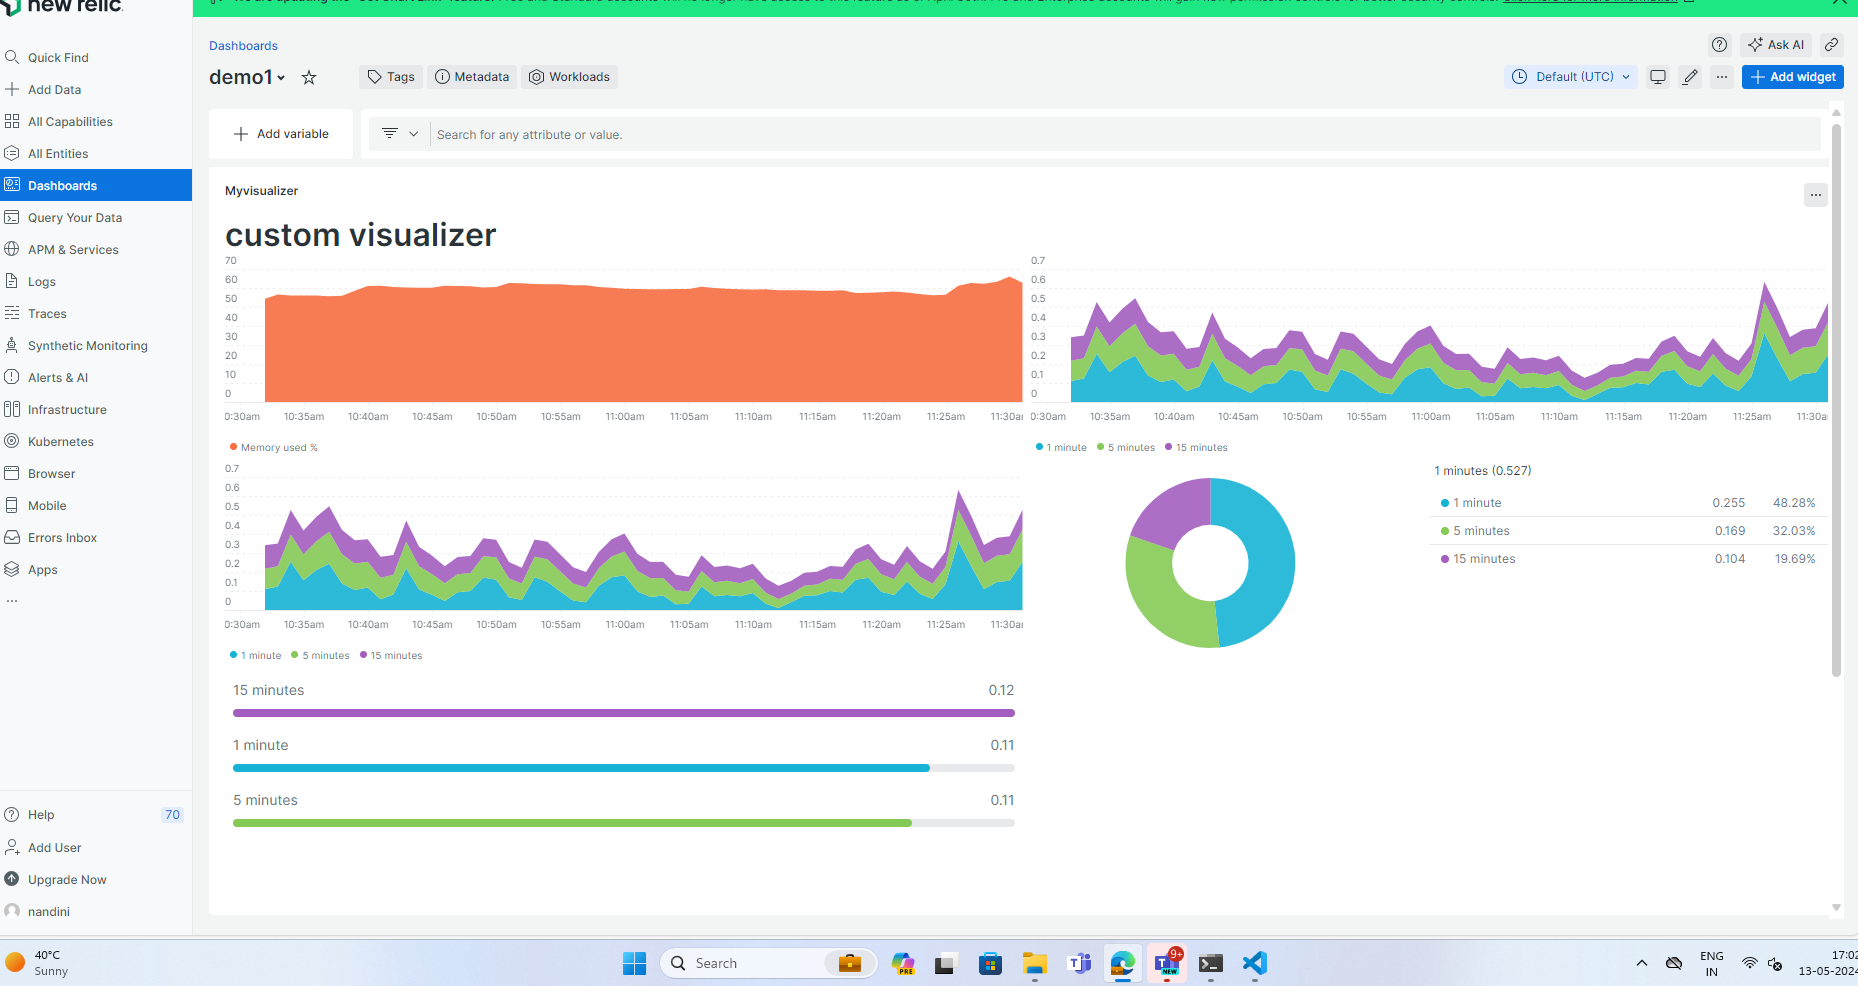 new relic
Quick Find
Add Data
All Capabilities
All Entities
Dashboards
Query Your Data
APM & Services
Logs
Traces
Synthetic Monitoring
Alerts & AI
Infrastructure
Kubernetes
Browser
Mobile
Errors Inbox
Apps
...
Help 70
Add User
Upgrade Now
nandini
Dashboards
Ask AI
demo1
Tags Metadata Workloads
Default (UTC)
...
Add widget
Add variable
Search for any attribute or value.
Myvisualizer
...
custom visualizer
70
60
50
40
30
20
10
0
0:30am 10:35am 10:40am 10:45am 10:50am 10:55am 11:00am 11:05am 11:10am 11:15am 11:20am 11:25am 11:30a
Memory used %
0.7
0.6
0.5
0.4
0.3
0.2
0.1
0
0:30am 10:35am 10:40am 10:45am 10:50am 10:55am 11:00am 11:05am 11:10am 11:15am 11:20am 11:25am 11:30a
1 minute 5 minutes 15 minutes
0.7
0.6
0.5
0.4
0.3
0.2
0.1
0
0:30am 10:35am 10:40am 10:45am 10:50am 10:55am 11:00am 11:05am 11:10am 11:15am 11:20am 11:25am 11:30a
1 minute 5 minutes 15 minutes
1 minutes (0.527)
1 minute 0.255 48.28%
5 minutes 0.169 32.03%
15 minutes 0.104 19.69%
15 minutes 0.12
1 minute 0.11
5 minutes 0.11
40°C
Sunny
Search
PRE
T
T
NEW
9+
ENG
IN
17:02
13-05-2024